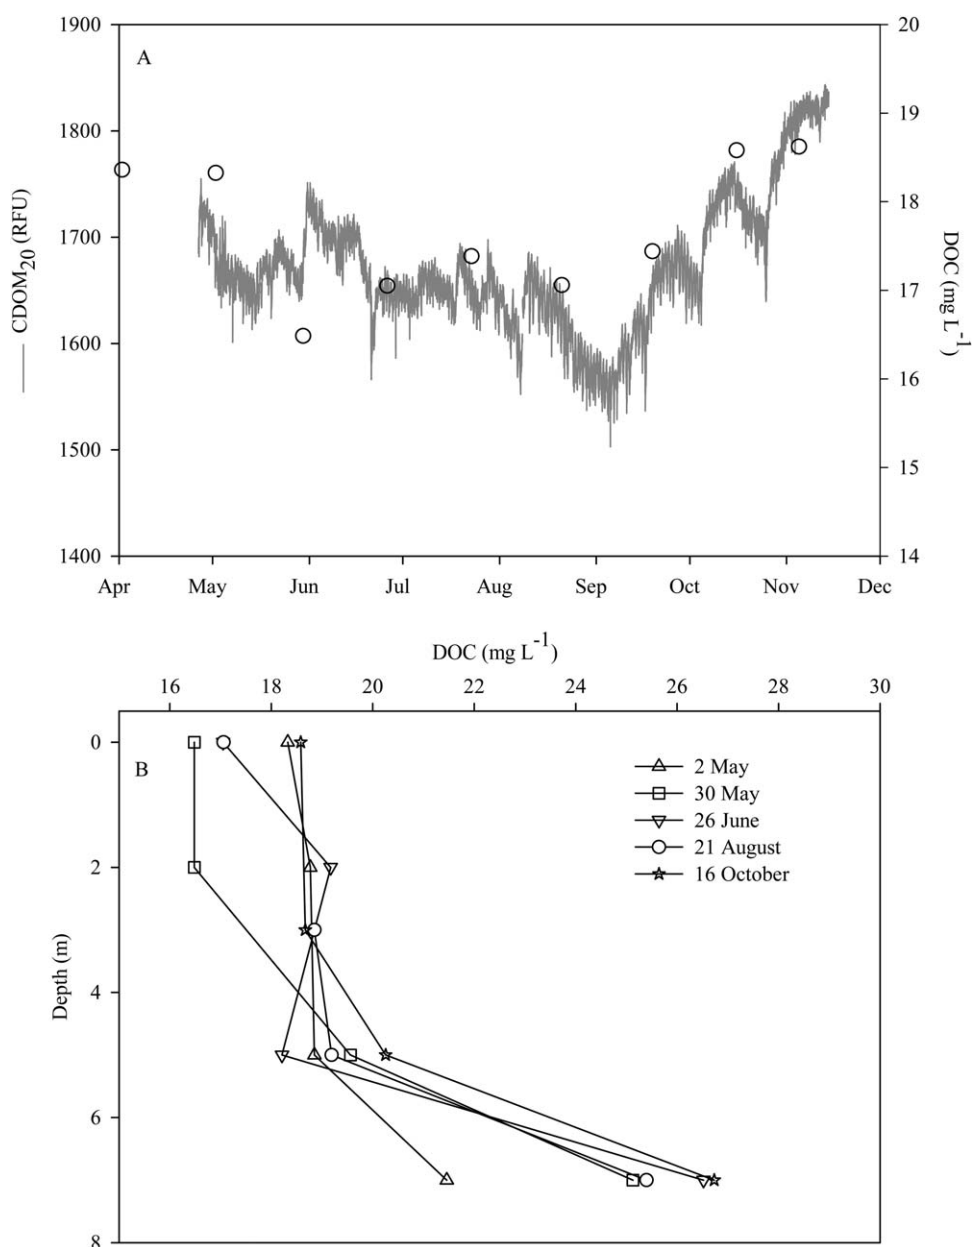 A
1900
1800
1700
1600
1500
1400
CDOM20 (RFU)
20
19
18
17
16
15
14
DOC (mg L-1)
Apr May Jun Jul Aug Sep Oct Nov Dec
DOC (mg L-1)
16 18 20 22 24 26 28 30
B
0
2
4
6
8
Depth (m)
2 May
30 May
26 June
21 August
16 October